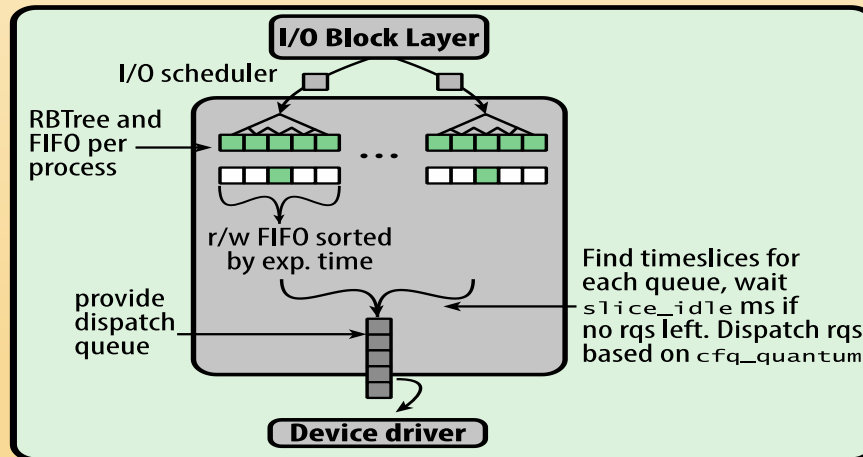 I/O Block Layer
I/O scheduler
RBTree and
FIFO per
process
...
r/w FIFO sorted
by exp. time
provide
dispatch
queue
Find timeslices for
each queue, wait
slice_idle ms if
no rqs left. Dispatch rqs
based on cfq_quantum
Device driver